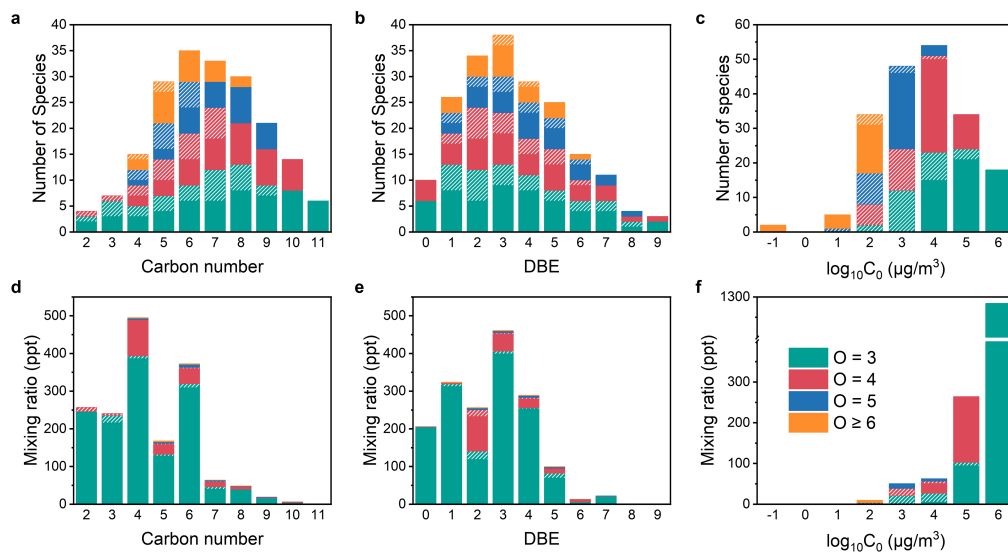 a
b
c
Number of Species
40
35
30
25
20
15
10
5
0
2 3 4 5 6 7 8 9 10 11
Carbon number
Number of Species
40
35
30
25
20
15
10
5
0
0 1 2 3 4 5 6 7 8 9
DBE
Number of species
60
50
40
30
20
10
0
-1 0 1 2 3 4 5 6
log₁₀C₀ (μg/m³)
d
e
f
Mixing ratio (ppt)
500
400
300
200
100
0
2 3 4 5 6 7 8 9 10 11
Carbon number
Mixing ratio (ppt)
500
400
300
200
100
0
0 1 2 3 4 5 6 7 8 9
DBE
Mixing ratio (ppt)
1300
300
200
100
0
O = 3
O = 4
O = 5
O ≥ 6
-1 0 1 2 3 4 5 6
log₁₀C₀ (μg/m³)